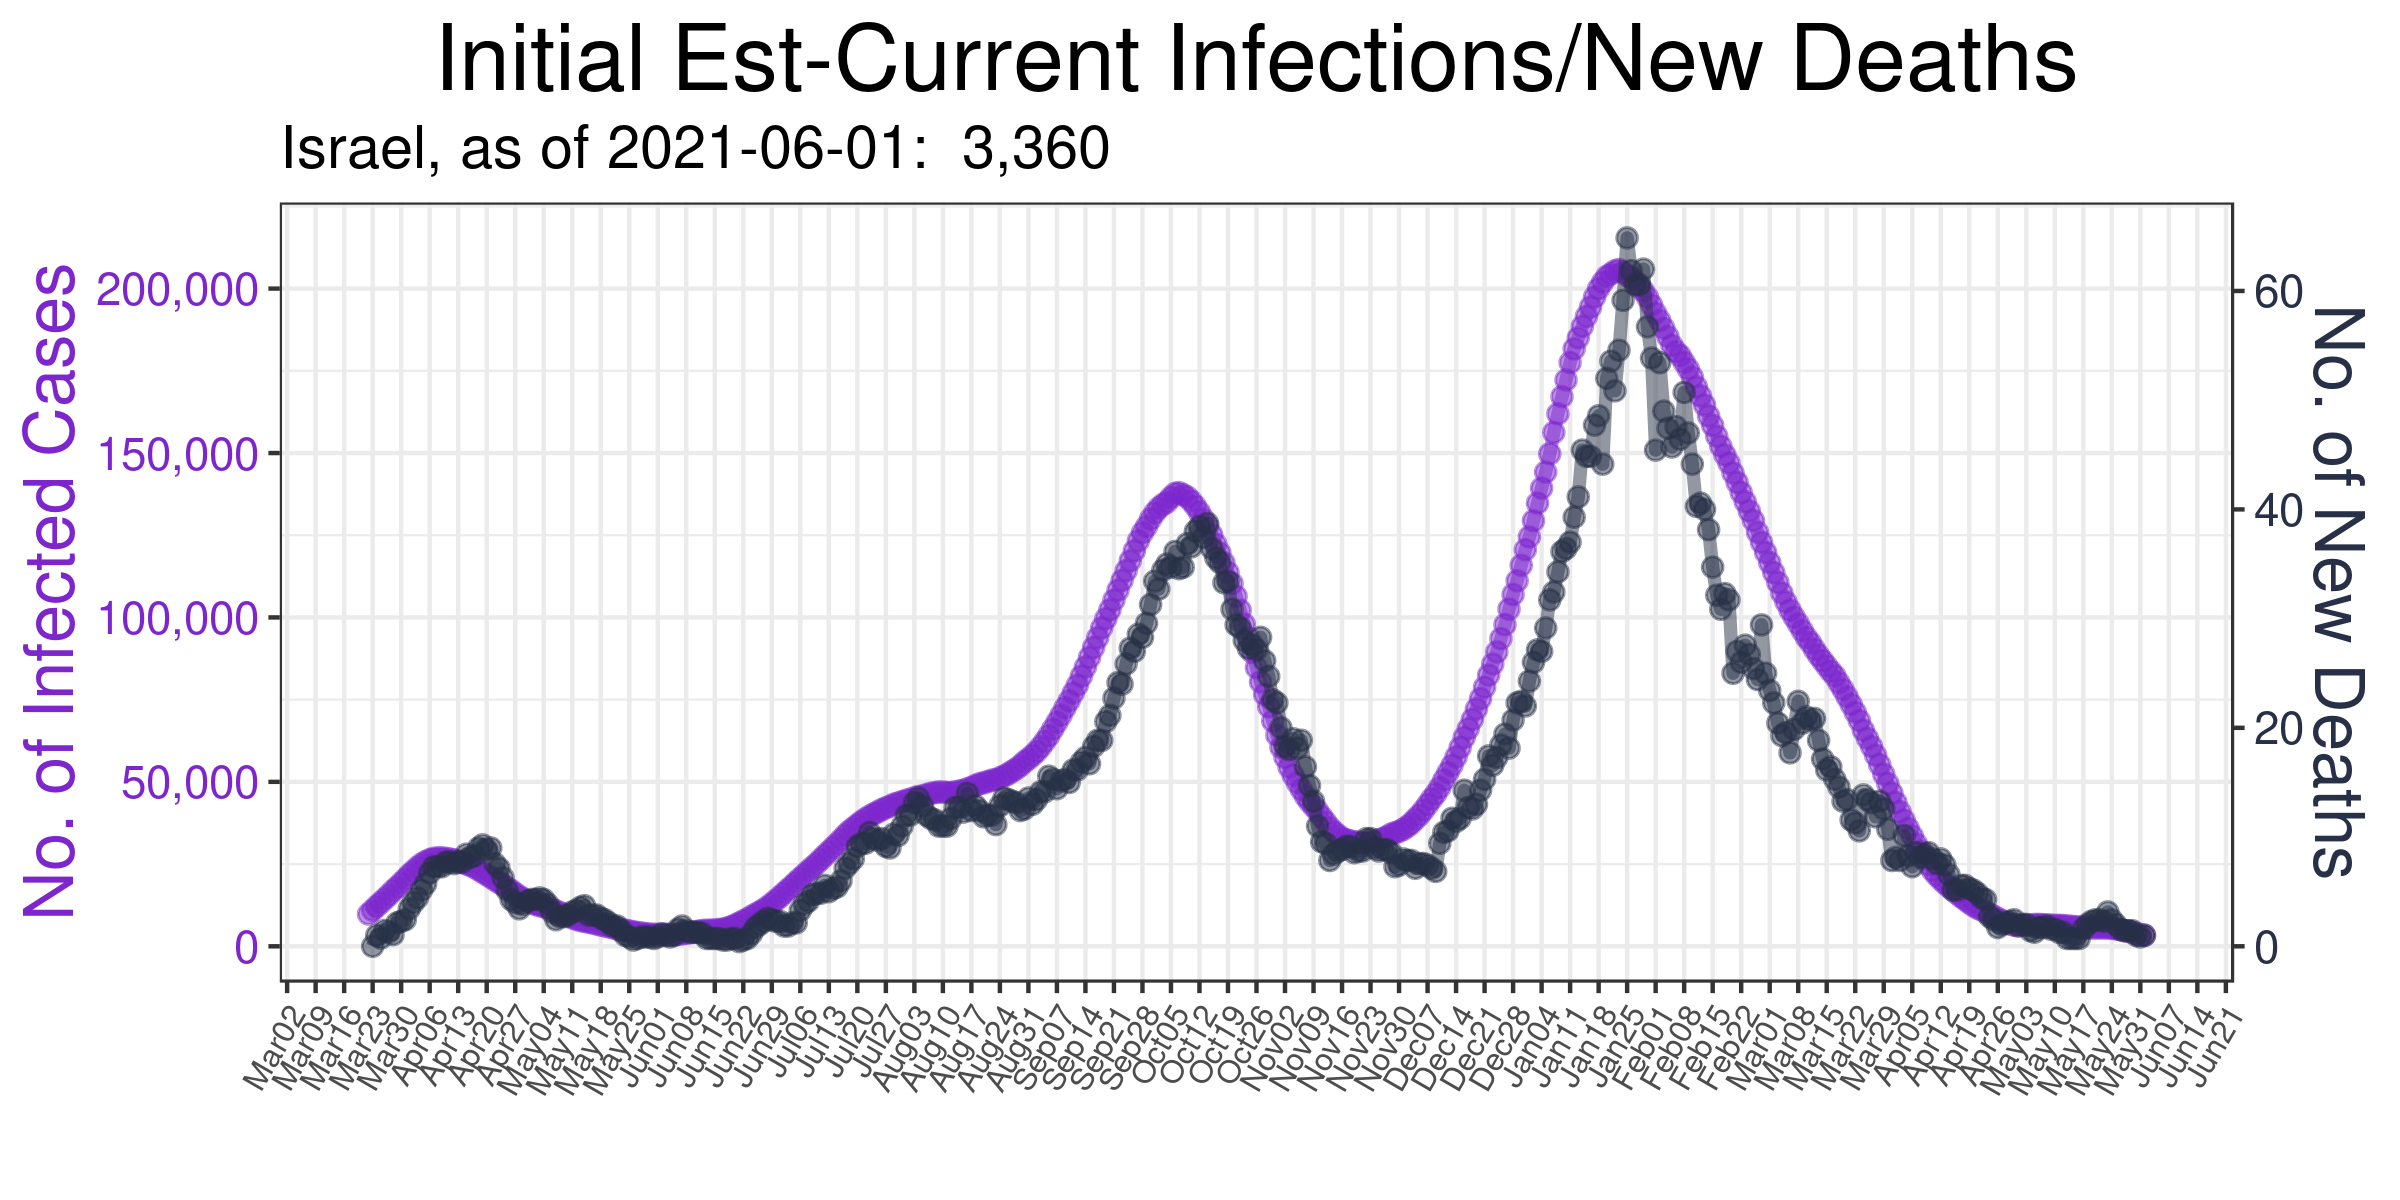 Initial Est-Current Infections/New Deaths
Israel, as of 2021-06-01:  3,360
No. of Infected Cases
200,000
150,000
100,000
50,000
0
60
40
20
0
No. of New Deaths
Mar02
Mar09
Mar16
Mar23
Mar30
Apr06
Apr13
Apr20
Apr27
May04
May11
May18
May25
Jun01
Jun08
Jun15
Jun22
Jun29
Jul06
Jul13
Jul20
Jul27
Aug03
Aug10
Aug17
Aug24
Aug31
Sep07
Sep14
Sep21
Sep28
Oct05
Oct12
Oct19
Oct26
Nov02
Nov09
Nov16
Nov23
Nov30
Dec07
Dec14
Dec21
Dec28
Jan04
Jan11
Jan18
Jan25
Feb01
Feb08
Feb15
Feb22
Mar01
Mar08
Mar15
Mar22
Mar29
Apr05
Apr12
Apr19
Apr26
May03
May10
May17
May24
May31
Jun07
Jun14
Jun21